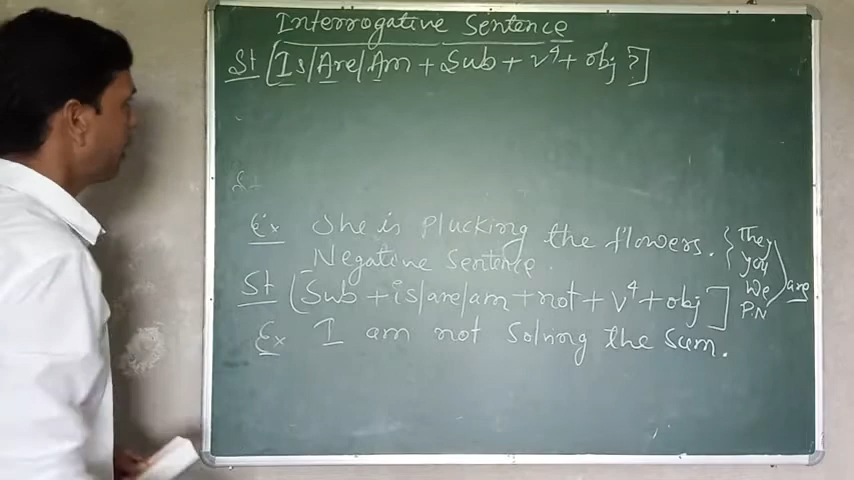 Interrogative Sentence
St [Is/Are/Am + Sub + v⁴ + obj ?]
St
Ex She is plucking the flowers.
Negative Sentence.
St [Sub + is/are/am + not + v⁴ + obj]
Ex I am not Solving the Sum.
{ They
you
We
PN
} are